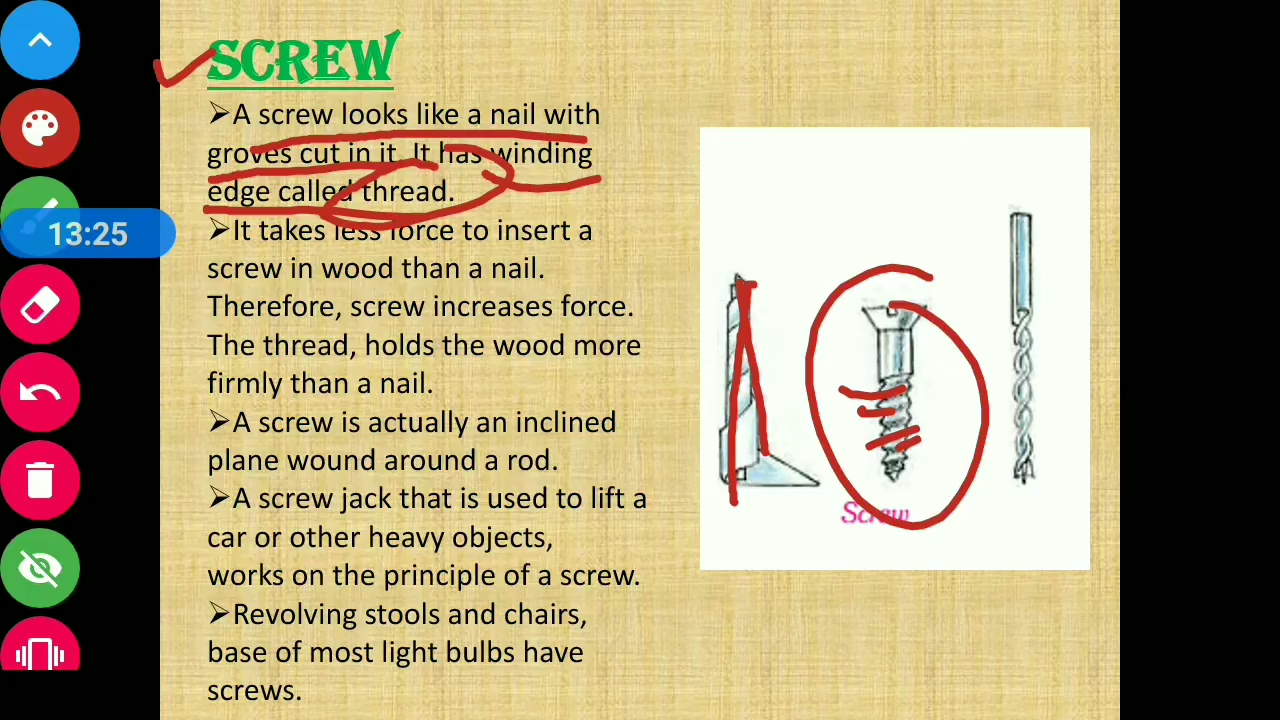 SCREW
➢A screw looks like a nail with
groves cut in it. It has winding
edge called thread.
➢It takes less force to insert a
screw in wood than a nail.
Therefore, screw increases force.
The thread, holds the wood more
firmly than a nail.
➢A screw is actually an inclined
plane wound around a rod.
➢A screw jack that is used to lift a
car or other heavy objects,
works on the principle of a screw.
➢Revolving stools and chairs,
base of most light bulbs have
screws.
13:25
Screw